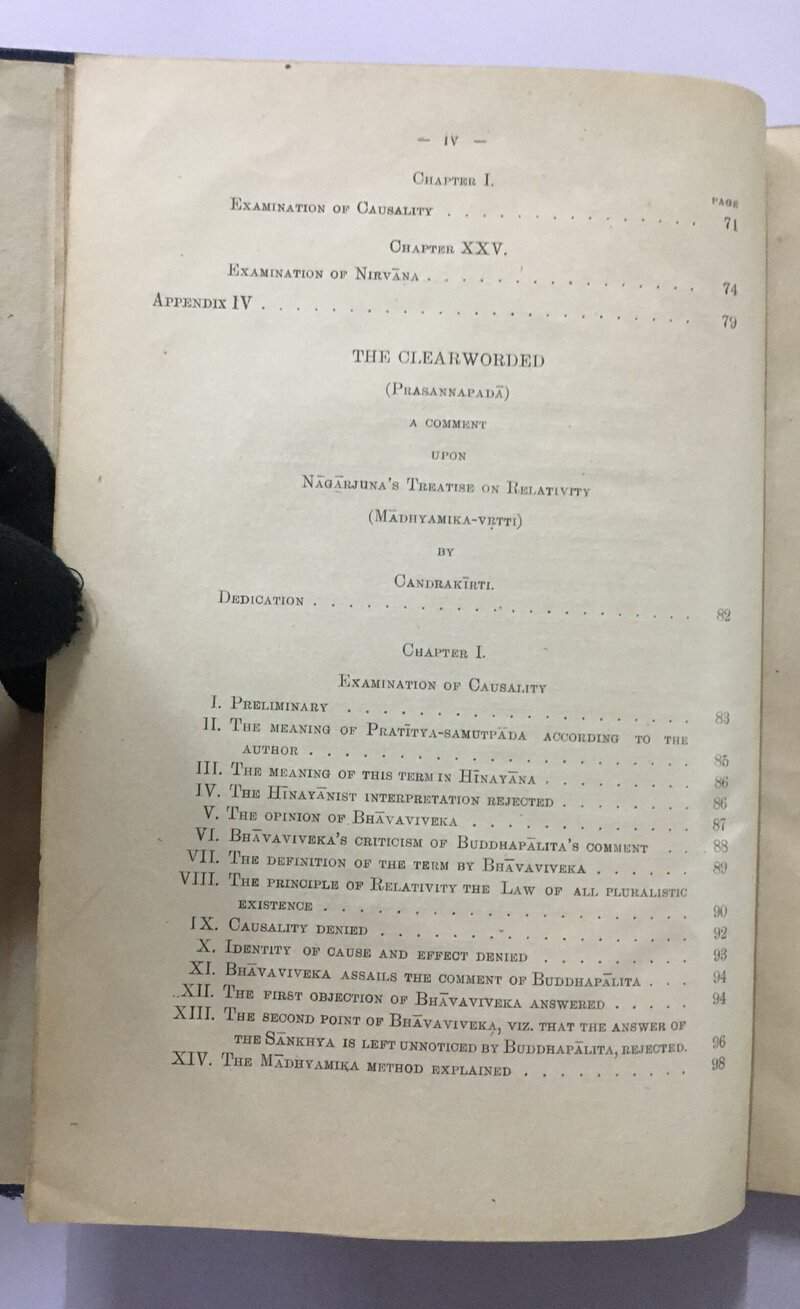 — IV —
CHAPTER I.
PAGE
EXAMINATION OF CAUSALITY . . . . . . . . . . . . . . . 71
CHAPTER XXV.
EXAMINATION OF NIRVĀNA . . . . . . . . . . . . . . . . 74
APPENDIX IV . . . . . . . . . . . . . . . . . . . . . . . . 79
THE CLEARWORDED
(PRASANNAPADĀ)
A COMMENT
UPON
NĀGĀRJUNA'S TREATISE ON RELATIVITY
(MĀDHYAMIKA-VṚTTI)
BY
CANDRAKĪRTI.
DEDICATION . . . . . . . . . . . . . . . . . . . . . . 82
CHAPTER I.
EXAMINATION OF CAUSALITY
I. PRELIMINARY . . . . . . . . . . . . . . . . . . . . 83
II. THE MEANING OF PRATĪTYA-SAMUTPĀDA ACCORDING TO THE
AUTHOR . . . . . . . . . . . . . . . . . . . . . . 85
III. THE MEANING OF THIS TERM IN HĪNAYĀNA . . . . . . . . . 86
IV. THE HĪNAYĀNIST INTERPRETATION REJECTED . . . . . . . . 86
V. THE OPINION OF BHĀVAVIVEKA . . . . . . . . . . . . . 87
VI. BHĀVAVIVEKA'S CRITICISM OF BUDDHAPĀLITA'S COMMENT . . . 88
VII. THE DEFINITION OF THE TERM BY BHĀVAVIVEKA . . . . . . 89
VIII. THE PRINCIPLE OF RELATIVITY THE LAW OF ALL PLURALISTIC
EXISTENCE . . . . . . . . . . . . . . . . . . . . . 90
IX. CAUSALITY DENIED . . . . . . . . . . . . . . . . . . 92
X. IDENTITY OF CAUSE AND EFFECT DENIED . . . . . . . . . 93
XI. BHĀVAVIVEKA ASSAILS THE COMMENT OF BUDDHAPĀLITA . . . 94
XII. THE FIRST OBJECTION OF BHĀVAVIVEKA ANSWERED . . . . . 94
XIII. THE SECOND POINT OF BHĀVAVIVEKA, VIZ. THAT THE ANSWER OF
THE SĀNKHYA IS LEFT UNNOTICED BY BUDDHAPĀLITA, REJECTED. 96
XIV. THE MĀDHYAMIKA METHOD EXPLAINED . . . . . . . . . . 98